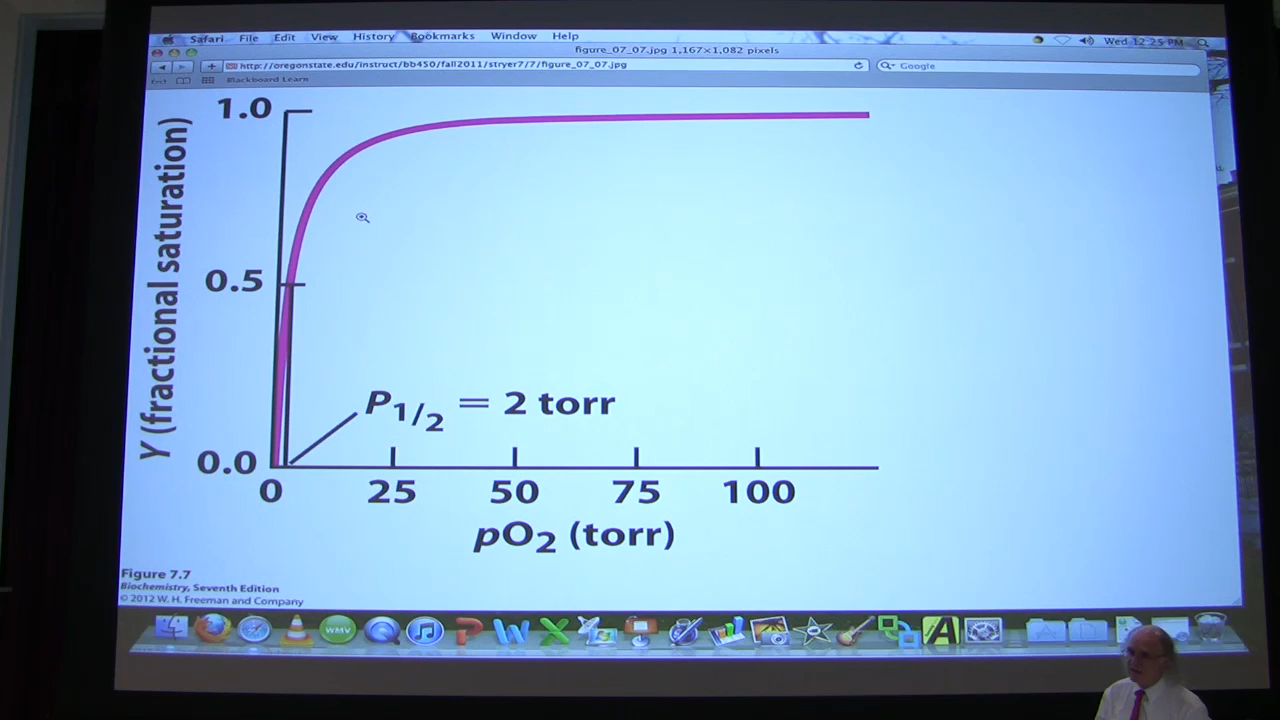 Safari File Edit View History Bookmarks Window Help Wed 12:25 PM
figure_07_07.jpg 1,167×1,082 pixels
http://oregonstate.edu/instruct/bb450/fall2011/stryer7/7/figure_07_07.jpg Google
Blackboard Learn
1.0
Y (fractional saturation)
0.5
P1/2 = 2 torr
0.0
0 25 50 75 100
pO2 (torr)
Figure 7.7
Biochemistry, Seventh Edition
© 2012 W. H. Freeman and Company
WMV